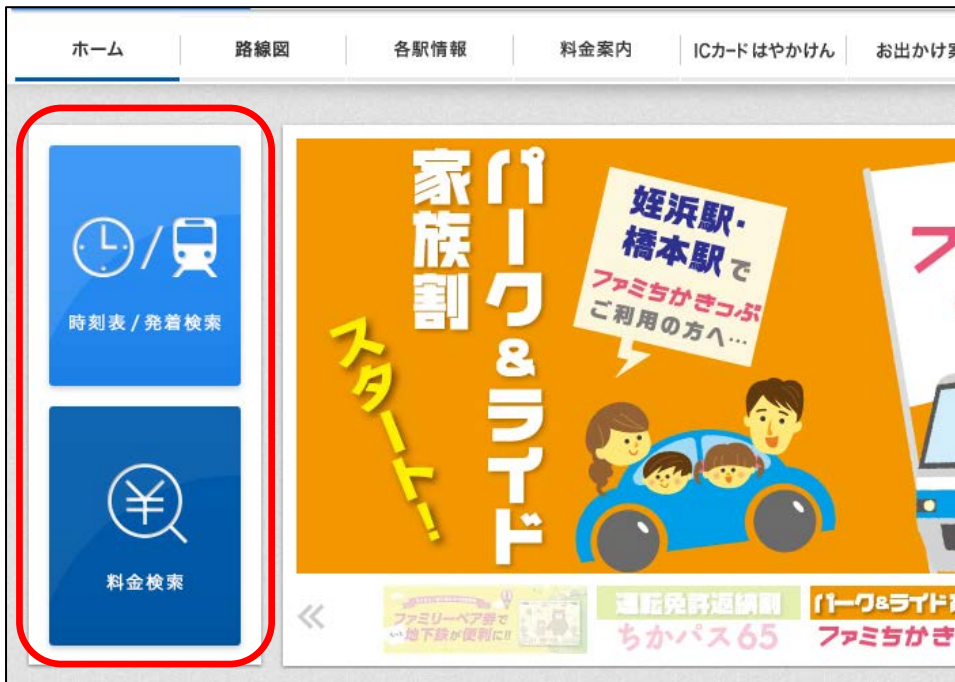 ホーム
路線図
各駅情報
料金案内
ICカードはやかけん
お出かけ
時刻表/発着検索
料金検索
パーク&ライド
家族割
スタート!
姪浜駅・
橋本駅で
ファミちかきっぷ
ご利用の方へ…
フ
ファミリーペア券で
地下鉄が便利に!!
運転免許返納割
ちかパス65
パーク&ライド
ファミちかき